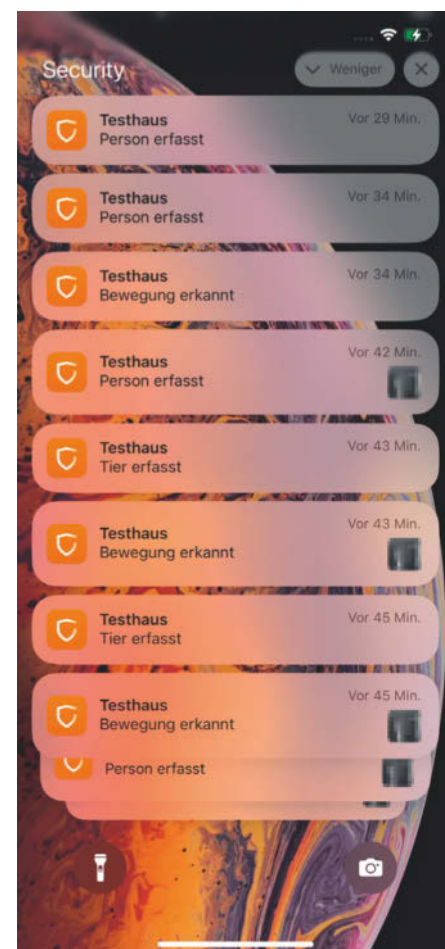 Security
Weniger
Testhaus
Vor 29 Min.
Person erfasst
Testhaus
Vor 34 Min.
Person erfasst
Testhaus
Vor 34 Min.
Bewegung erkannt
Testhaus
Vor 42 Min.
Person erfasst
Testhaus
Vor 43 Min.
Tier erfasst
Testhaus
Vor 43 Min.
Bewegung erkannt
Testhaus
Vor 45 Min.
Tier erfasst
Testhaus
Vor 45 Min.
Bewegung erkannt
Person erfasst